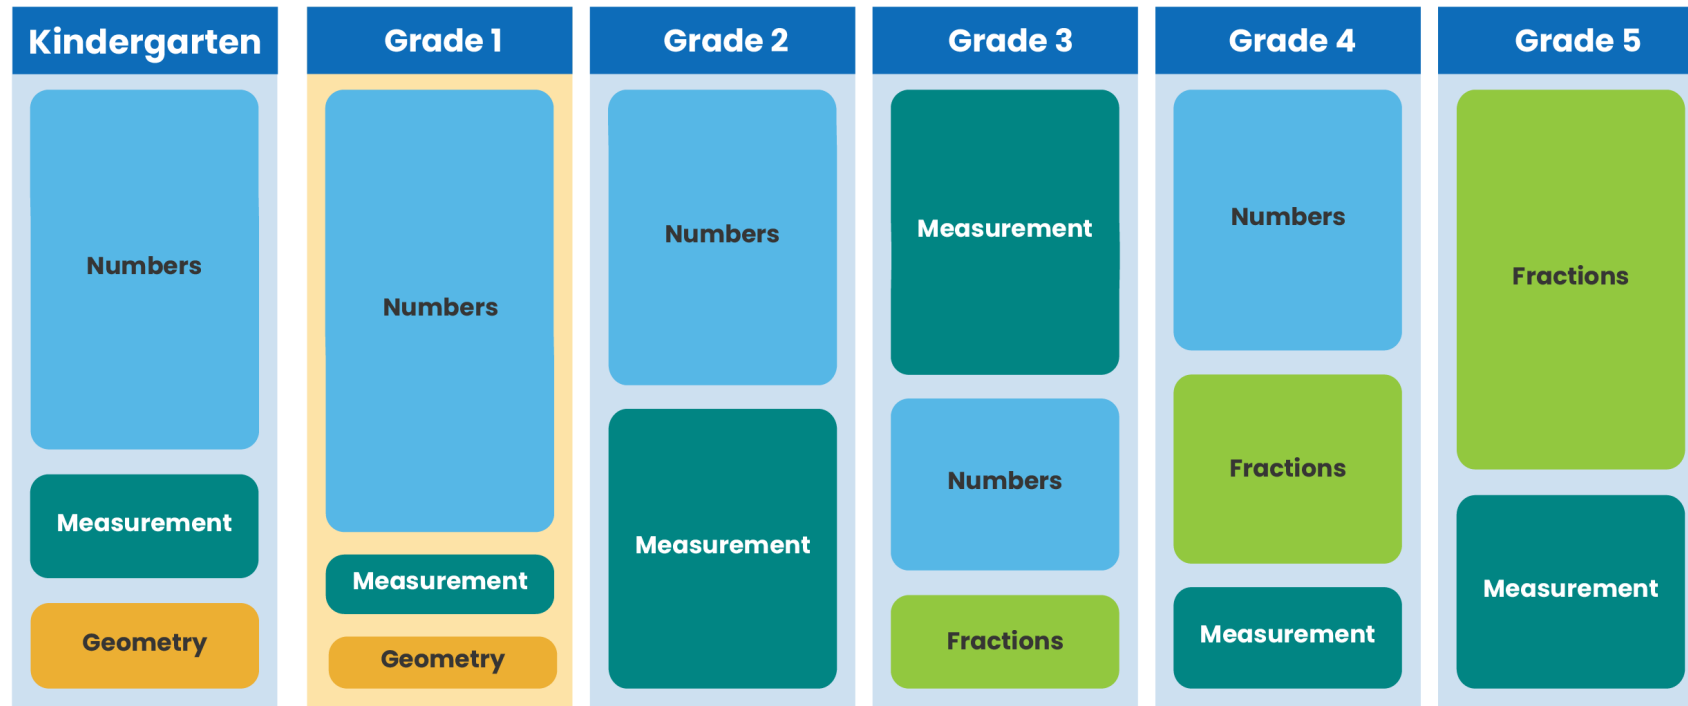 Kindergarten
Numbers
Measurement
Geometry
Grade 1
Numbers
Measurement
Geometry
Grade 2
Numbers
Measurement
Grade 3
Measurement
Numbers
Fractions
Grade 4
Numbers
Fractions
Measurement
Grade 5
Fractions
Measurement